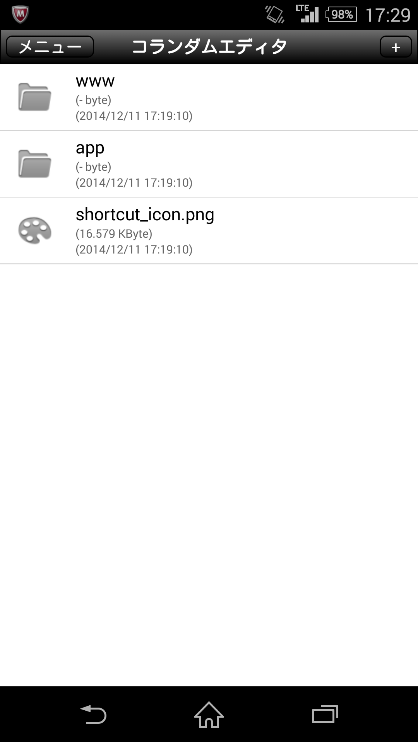 LTE 98% 17:29
メニュー コランダムエディタ +
www
(- byte)
(2014/12/11 17:19:10)
app
(- byte)
(2014/12/11 17:19:10)
shortcut_icon.png
(16.579 KByte)
(2014/12/11 17:19:10)